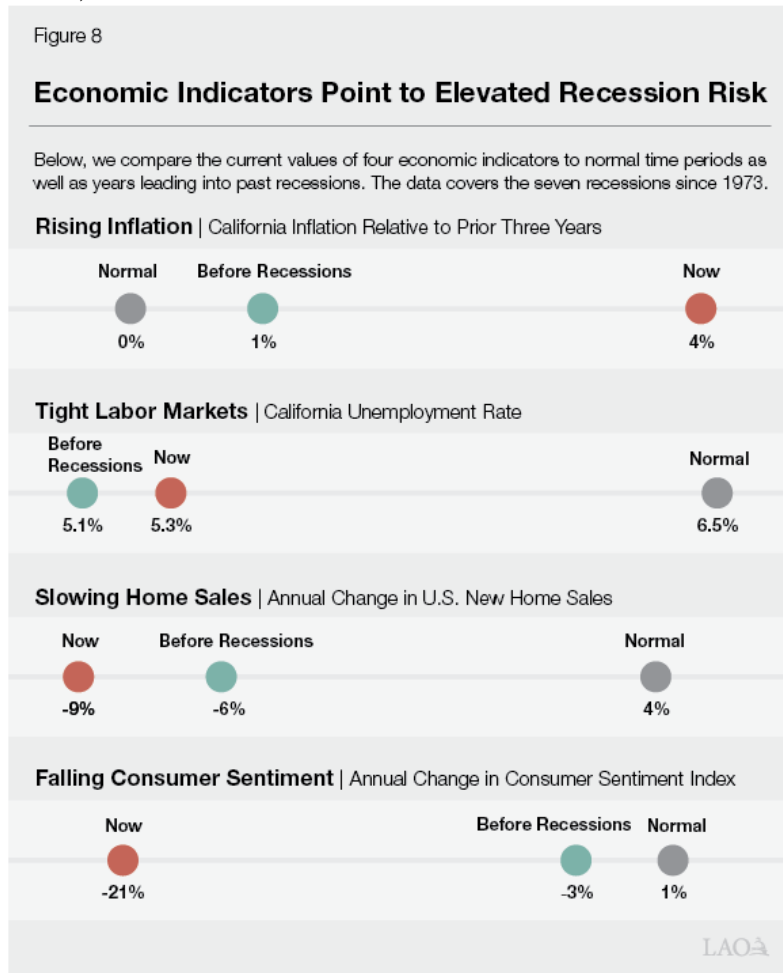 Figure 8
Economic Indicators Point to Elevated Recession Risk
Below, we compare the current values of four economic indicators to normal time periods as
well as years leading into past recessions. The data covers the seven recessions since 1973.
Rising Inflation | California Inflation Relative to Prior Three Years
Normal Before Recessions Now
0% 1% 4%
Tight Labor Markets | California Unemployment Rate
Before
Recessions Now Normal
5.1% 5.3% 6.5%
Slowing Home Sales | Annual Change in U.S. New Home Sales
Now Before Recessions Normal
-9% -6% 4%
Falling Consumer Sentiment | Annual Change in Consumer Sentiment Index
Now Before Recessions Normal
-21% -3% 1%
LAO